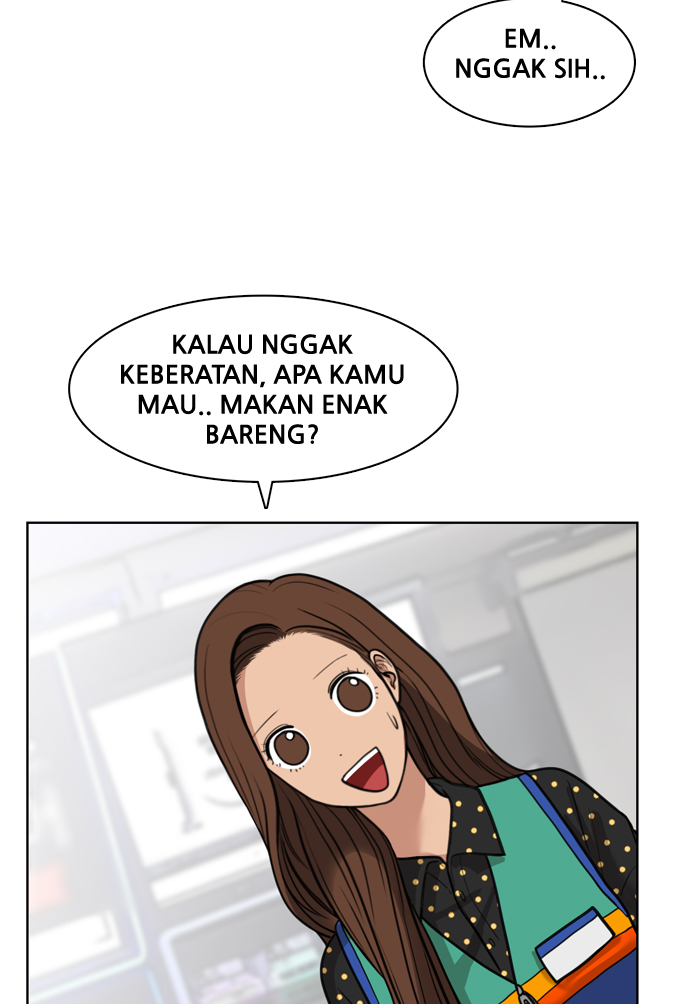 EM..
NGGAK SIH..
KALAU NGGAK
KEBERATAN, APA KAMU
MAU.. MAKAN ENAK
BARENG?